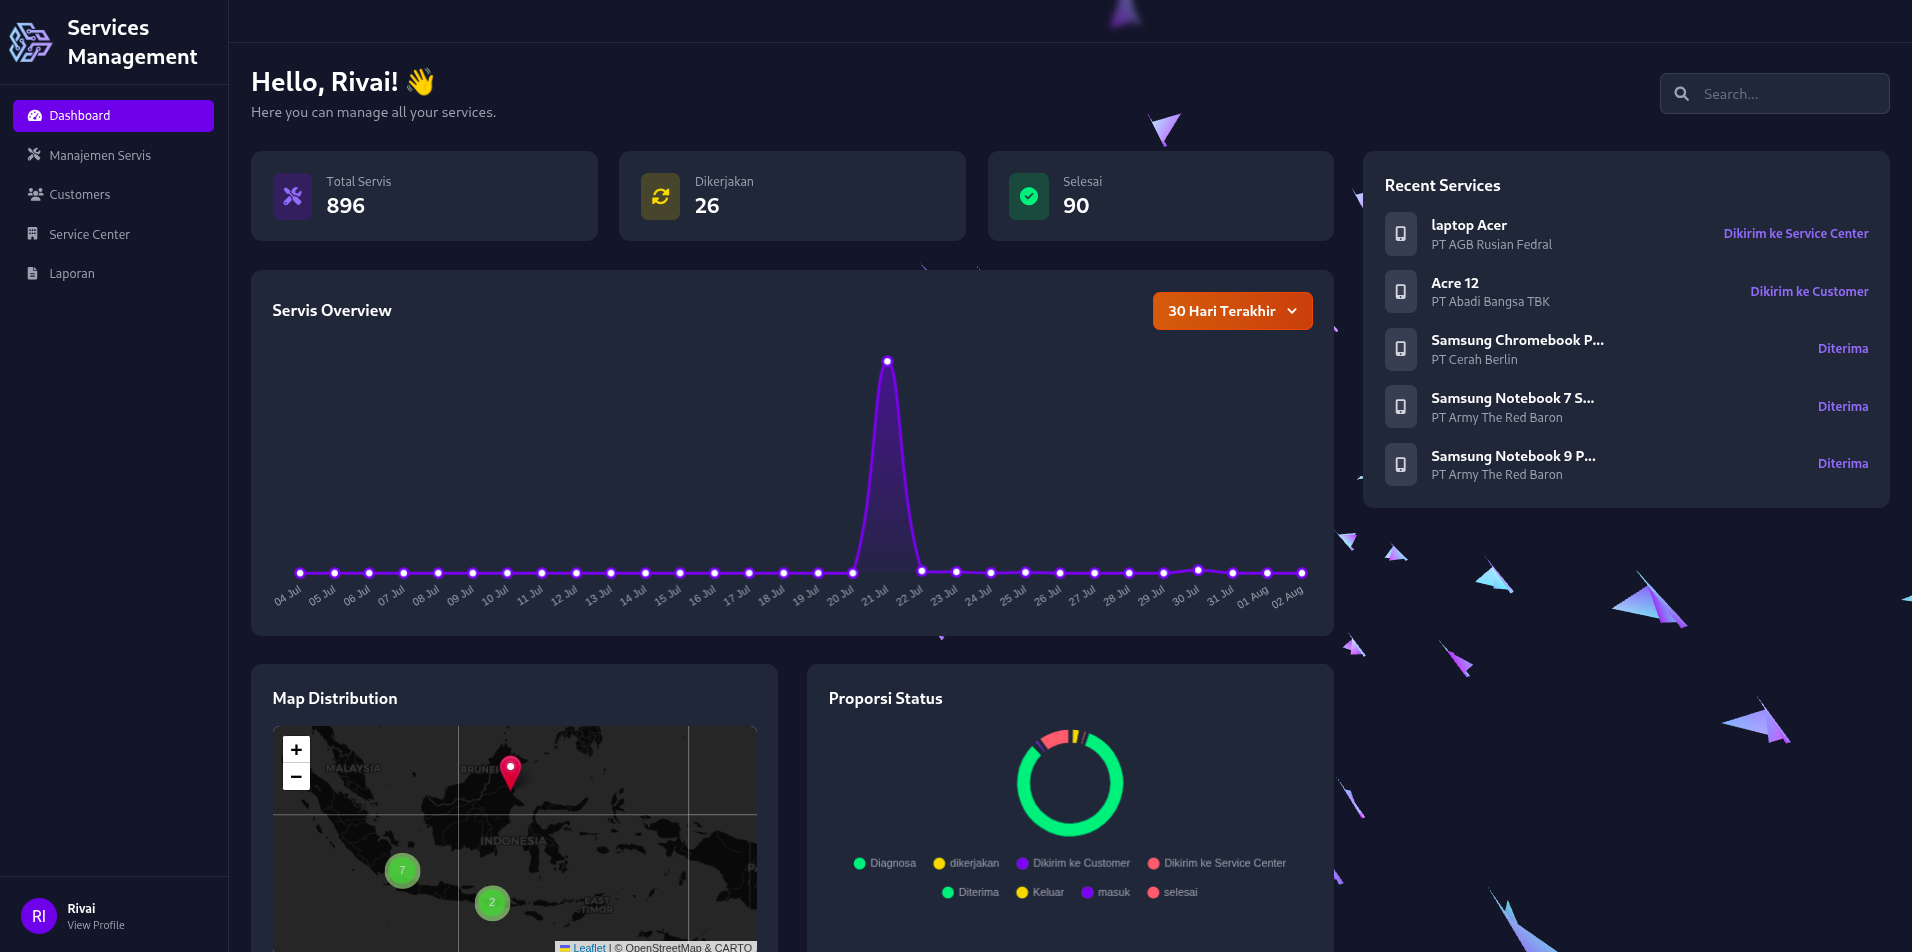 Services
Management
Dashboard
Manajemen Servis
Customers
Service Center
Laporan
RI
Rivai
View Profile
Hello, Rivai! 👋
Here you can manage all your services.
Search...
Total Servis
896
Dikerjakan
26
Selesai
90
Servis Overview
30 Hari Terakhir
04 Jul
05 Jul
06 Jul
07 Jul
08 Jul
09 Jul
10 Jul
11 Jul
12 Jul
13 Jul
14 Jul
15 Jul
16 Jul
17 Jul
18 Jul
19 Jul
20 Jul
21 Jul
22 Jul
23 Jul
24 Jul
25 Jul
26 Jul
27 Jul
28 Jul
29 Jul
30 Jul
31 Jul
01 Aug
02 Aug
Recent Services
laptop Acer
PT AGB Rusian Fedral
Dikirim ke Service Center
Acre 12
PT Abadi Bangsa TBK
Dikirim ke Customer
Samsung Chromebook P...
PT Cerah Berlin
Diterima
Samsung Notebook 7 S...
PT Army The Red Baron
Diterima
Samsung Notebook 9 P...
PT Army The Red Baron
Diterima
Map Distribution
+
−
MALAYSIA
BRUNEI
INDONESIA
EAST
TIMOR
7
2
Leaflet | © OpenStreetMap & CARTO
Proporsi Status
Diagnosa
dikerjakan
Dikirim ke Customer
Dikirim ke Service Center
Diterima
Keluar
masuk
selesai